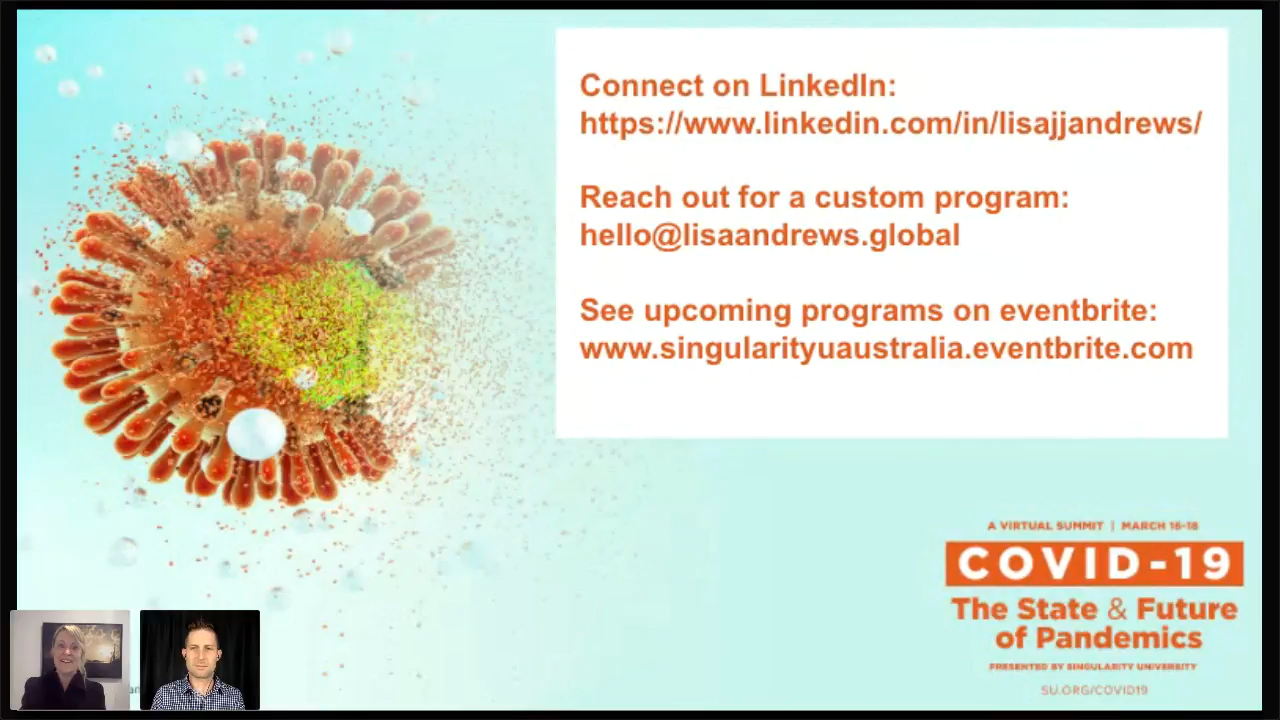 Connect on LinkedIn:
https://www.linkedin.com/in/lisajjandrews/
Reach out for a custom program:
hello@lisaandrews.global
See upcoming programs on eventbrite:
www.singularityuaustralia.eventbrite.com
A VIRTUAL SUMMIT | MARCH 16-18
COVID-19
The State & Future
of Pandemics
PRESENTED BY SINGULARITY UNIVERSITY
SU.ORG/COVID19